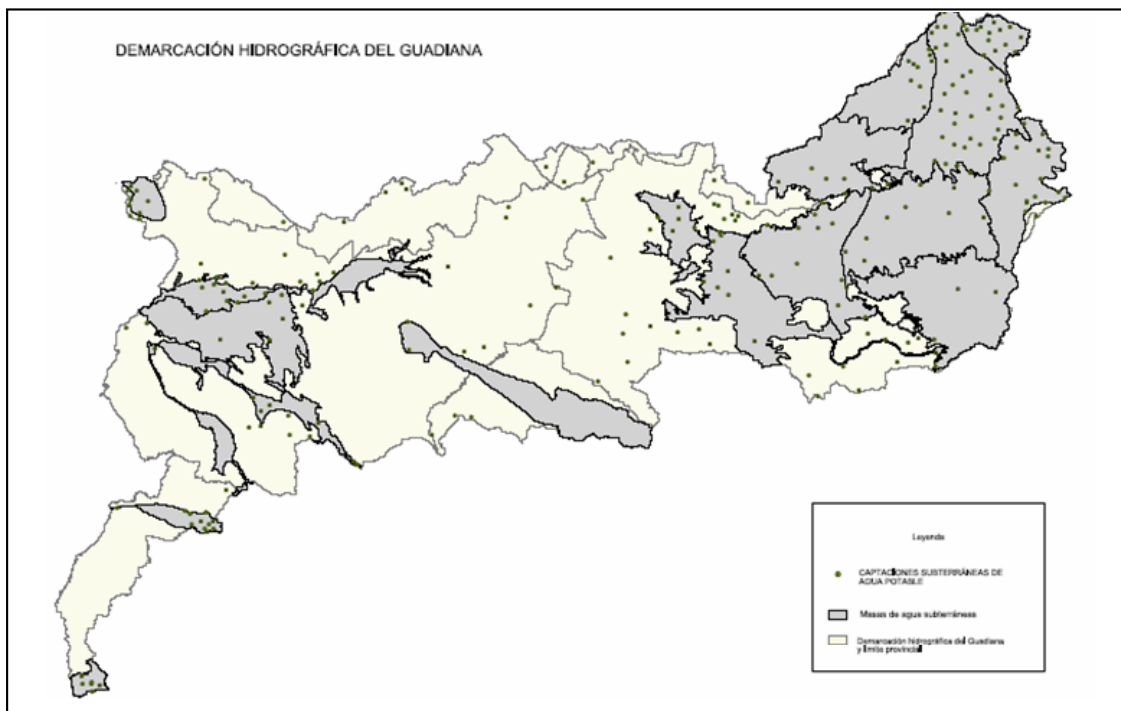 DEMARCACIÓN HIDROGRÁFICA DEL GUADIANA
Leyenda
CAPTACIONES SUBTERRÁNEAS DE
AGUA POTABLE
Masas de agua subterráneas
Demarcación hidrográfica del Guadiana
y límite provincial